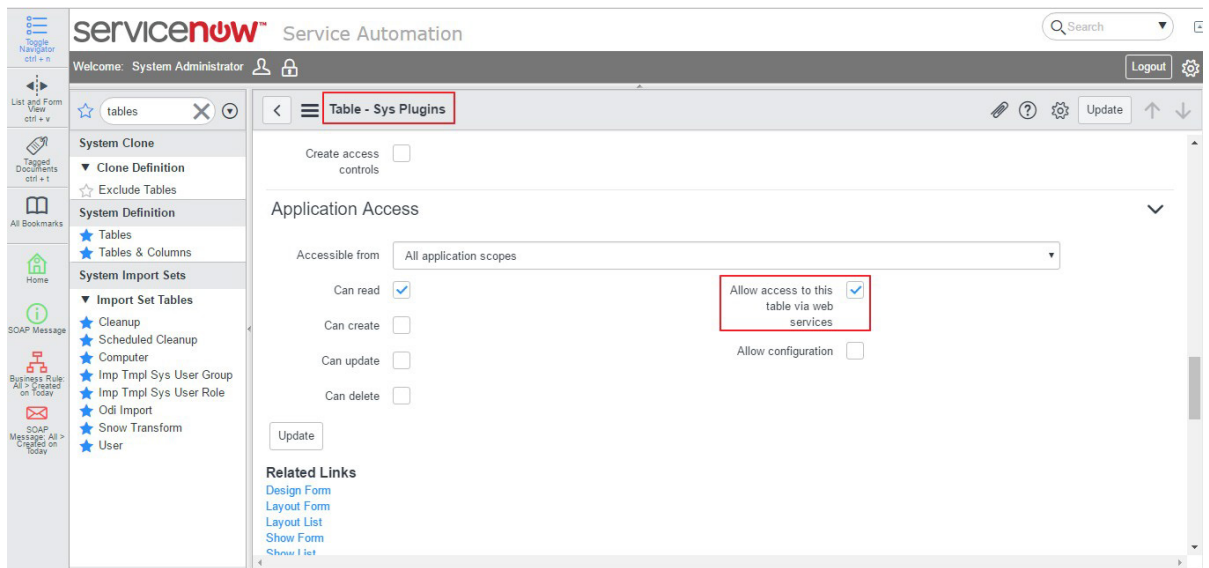 Toggle
Navigator
ctrl + n
List and Form
View
ctrl + v
Tagged
Documents
ctrl + t
All Bookmarks
Home
SOAP Message
Business Rule:
All > Created
on Today
SOAP
Message: All >
Created on
Today
servicenow™ Service Automation
Search
Welcome: System Administrator
Logout
tables
System Clone
Clone Definition
Exclude Tables
System Definition
Tables
Tables & Columns
System Import Sets
Import Set Tables
Cleanup
Scheduled Cleanup
Computer
Imp Tmpl Sys User Group
Imp Tmpl Sys User Role
Odi Import
Snow Transform
User
Table - Sys Plugins
Update
Create access
controls
Application Access
Accessible from All application scopes
Can read
Can create
Can update
Can delete
Allow access to this
table via web
services
Allow configuration
Update
Related Links
Design Form
Layout Form
Layout List
Show Form
Show List